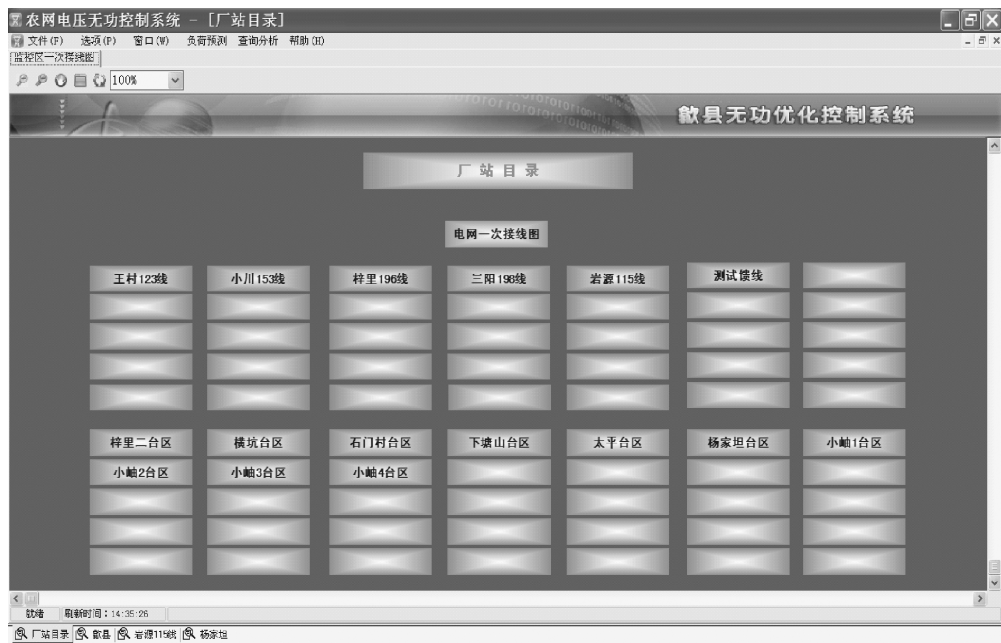 农网电压无功控制系统 - [厂站目录]
文件(F) 选项(P) 窗口(W) 负荷预测 查询分析 帮助(H)
监控区一次接线图
100%
歙县无功优化控制系统
厂站目录
电网一次接线图
王村123线 小川153线 梓里196线 三阳198线 岩源115线 测试馈线
梓里二台区 横坑台区 石门村台区 下塘山台区 太平台区 杨家坦台区 小岫1台区
小岫2台区 小岫3台区 小岫4台区
就绪 刷新时间：14:35:26
厂站目录 歙县 岩源115线 杨家坦